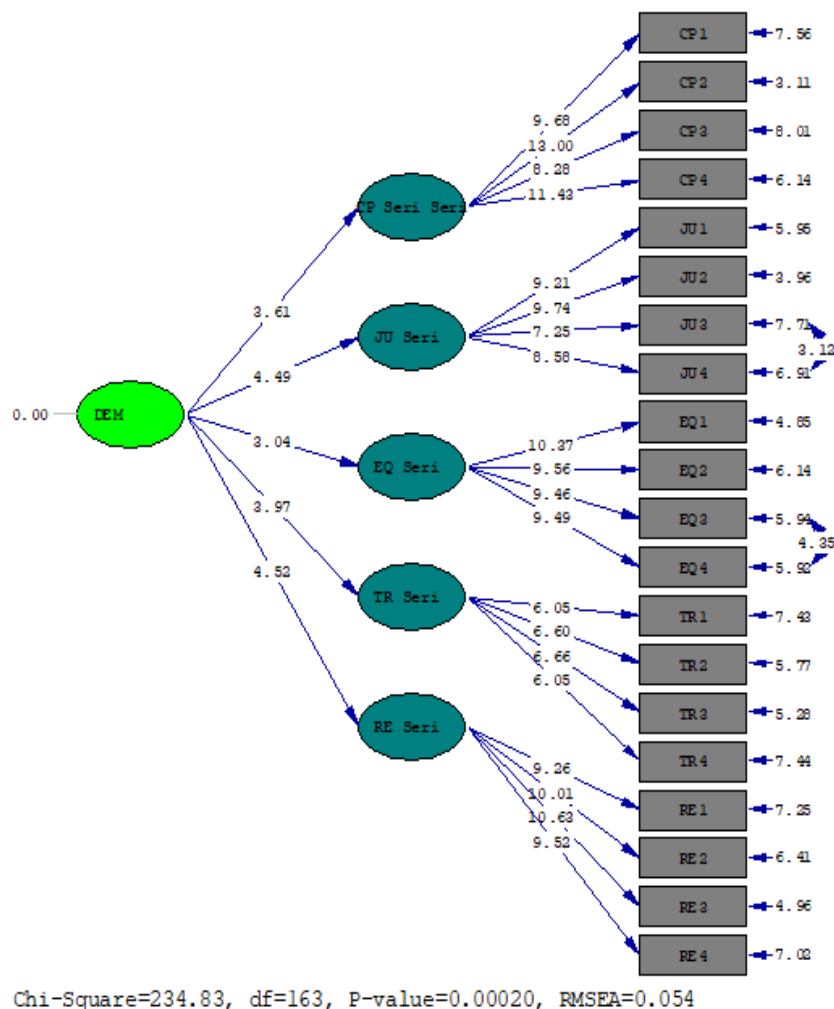 CP1
7.56
CP2
3.11
9.68
13.00
CP3
8.01
8.28
CP4
6.14
11.43
CP Seri Seri
JU1
5.95
JU2
3.96
9.21
9.74
3.61
JU3
7.71
7.25
JU Seri
3.12
8.58
JU4
6.91
4.49
0.00
DEM
EQ1
4.85
3.04
10.37
EQ Seri
9.56
EQ2
6.14
9.46
9.49
3.97
EQ3
5.94
4.35
EQ4
5.92
4.52
TR Seri
6.05
TR1
7.43
6.60
6.66
TR2
5.77
6.05
TR3
5.28
RE Seri
TR4
7.44
9.26
10.01
RE1
7.25
10.63
9.52
RE2
6.41
RE3
4.96
RE4
7.02
Chi-Square=234.83, df=163, P-value=0.00020, RMSEA=0.054